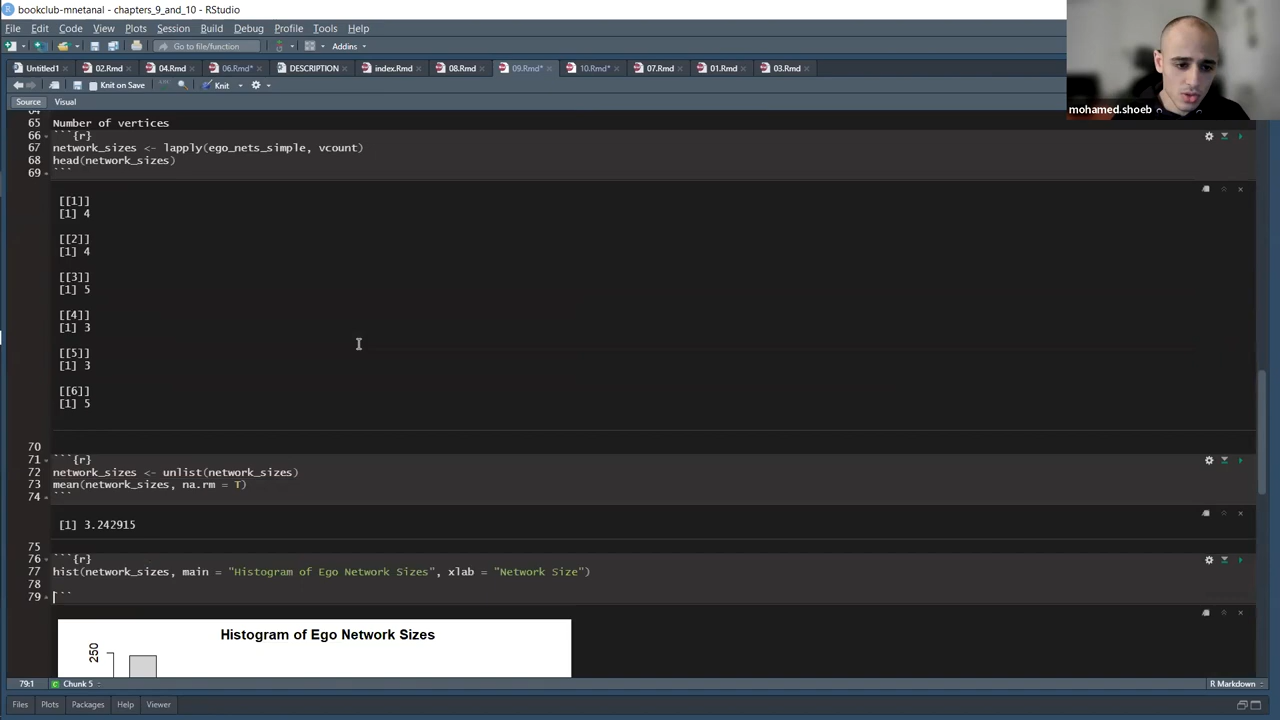 bookclub-mnetanal - chapters_9_and_10 - RStudio
File Edit Code View Plots Session Build Debug Profile Tools Help
Go to file/function Addins
Untitled1 02.Rmd 04.Rmd 06.Rmd* DESCRIPTION index.Rmd 08.Rmd 09.Rmd* 10.Rmd* 07.Rmd 01.Rmd 03.Rmd
mohamed.shoeb
Knit on Save Knit
Source Visual
64
65 Number of vertices
66 ```{r}
67 network_sizes <- lapply(ego_nets_simple, vcount)
68 head(network_sizes)
69 ```
[[1]]
[1] 4
[[2]]
[1] 4
[[3]]
[1] 5
[[4]]
[1] 3
[[5]]
[1] 3
[[6]]
[1] 5
70
71 ```{r}
72 network_sizes <- unlist(network_sizes)
73 mean(network_sizes, na.rm = T)
74 ```
[1] 3.242915
75
76 ```{r}
77 hist(network_sizes, main = "Histogram of Ego Network Sizes", xlab = "Network Size")
78
79 ```
Histogram of Ego Network Sizes
250
79:1 Chunk 5 R Markdown
Files Plots Packages Help Viewer